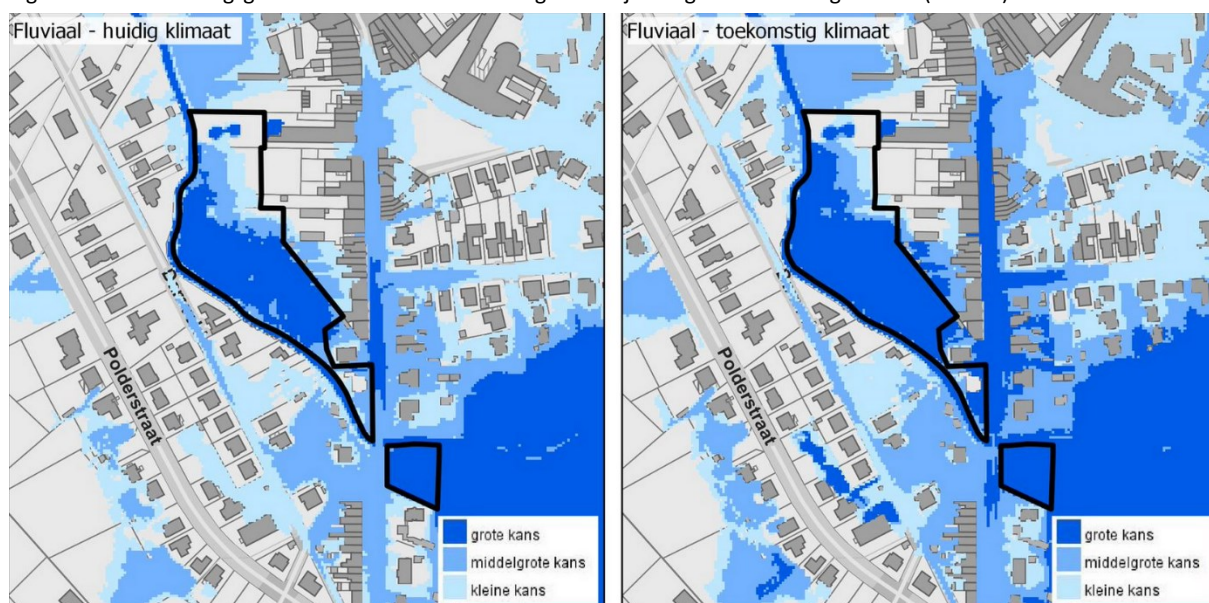 Fluviaal - huidig klimaat
Polderstraat
grote kans
middelgrote kans
kleine kans
Fluviaal - toekomstig klimaat
Polderstraat
grote kans
middelgrote kans
kleine kans